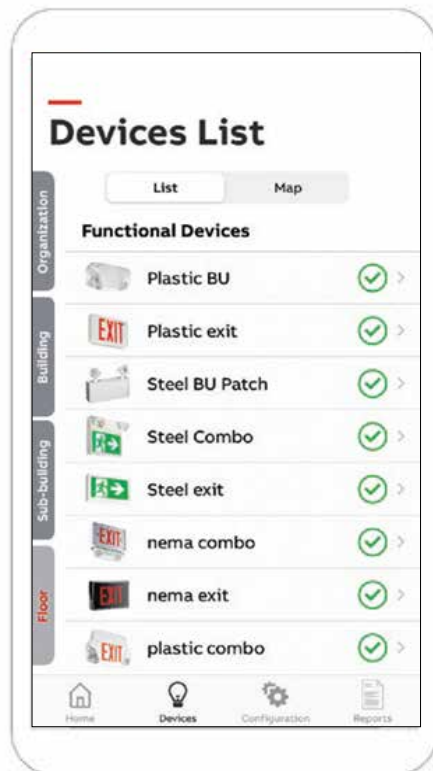 Devices List
List Map
Organization
Building
Sub-building
Floor
Functional Devices
Plastic BU
EXIT Plastic exit
Steel BU Patch
Steel Combo
Steel exit
EXIT nema combo
EXIT nema exit
EXIT plastic combo
Home Devices Configuration Reports